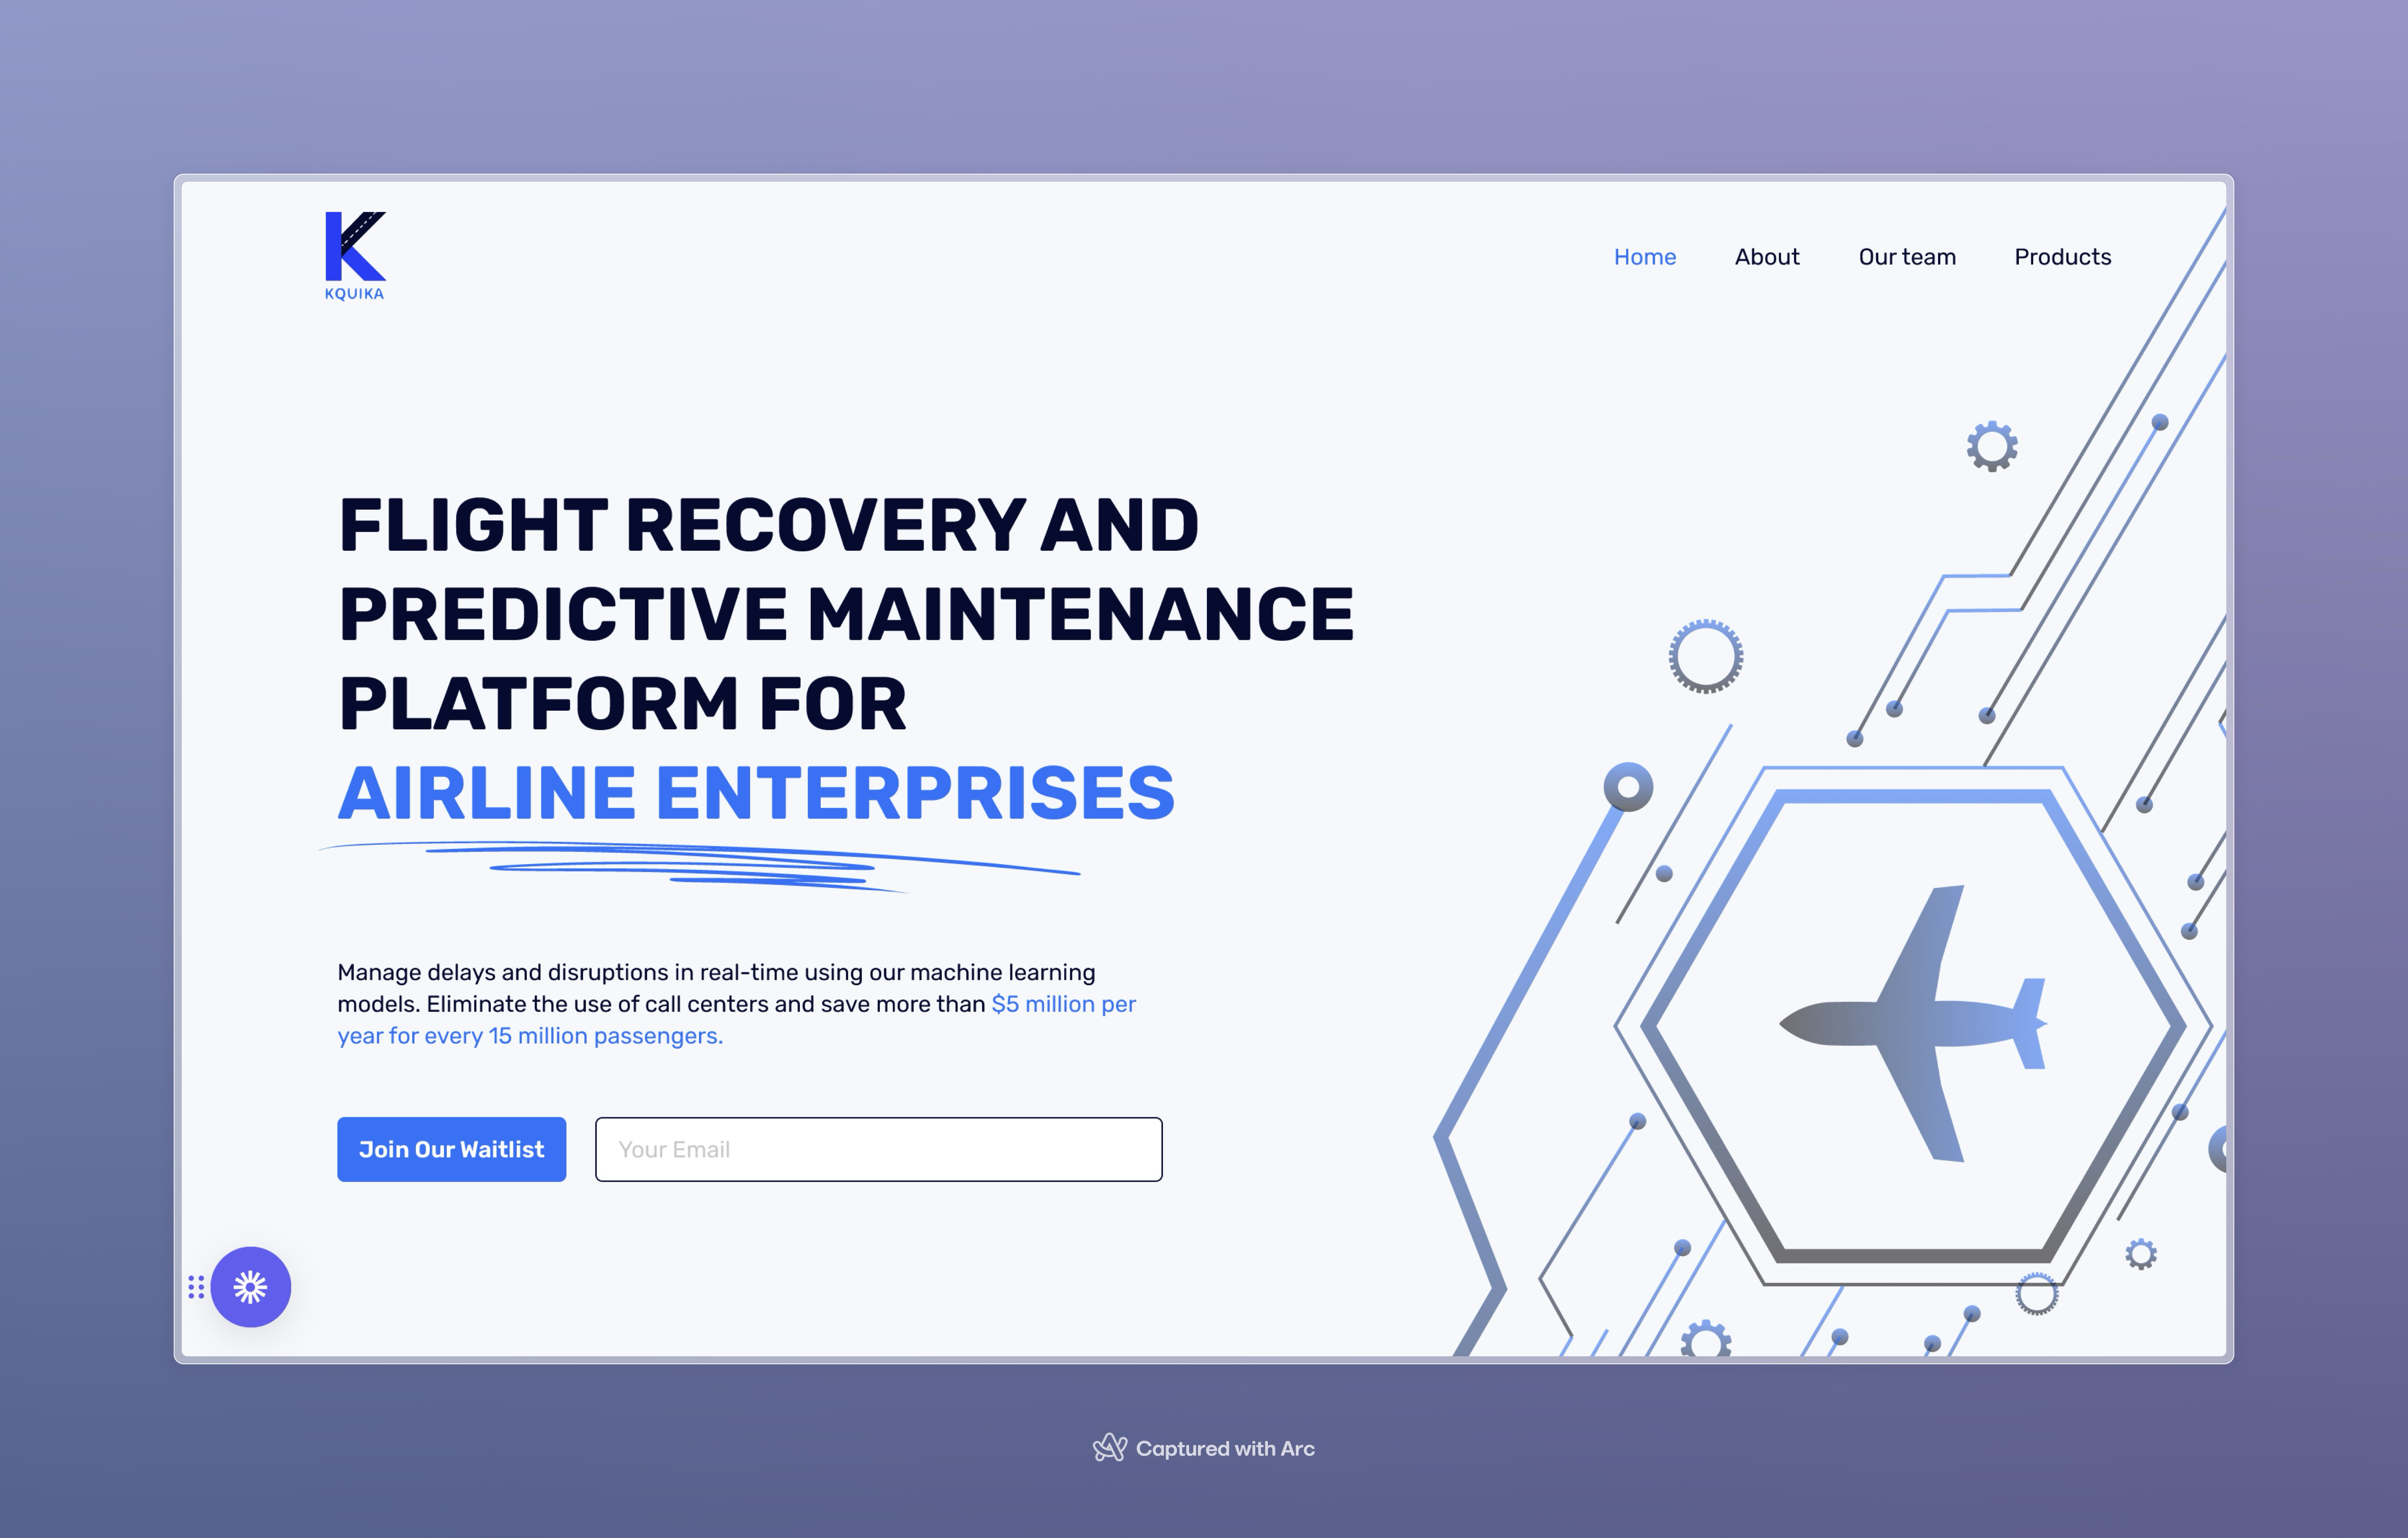 KQUIKA
Home About Our team Products
FLIGHT RECOVERY AND
PREDICTIVE MAINTENANCE
PLATFORM FOR
AIRLINE ENTERPRISES
Manage delays and disruptions in real-time using our machine learning
models. Eliminate the use of call centers and save more than $5 million per
year for every 15 million passengers.
Join Our Waitlist Your Email
Captured with Arc